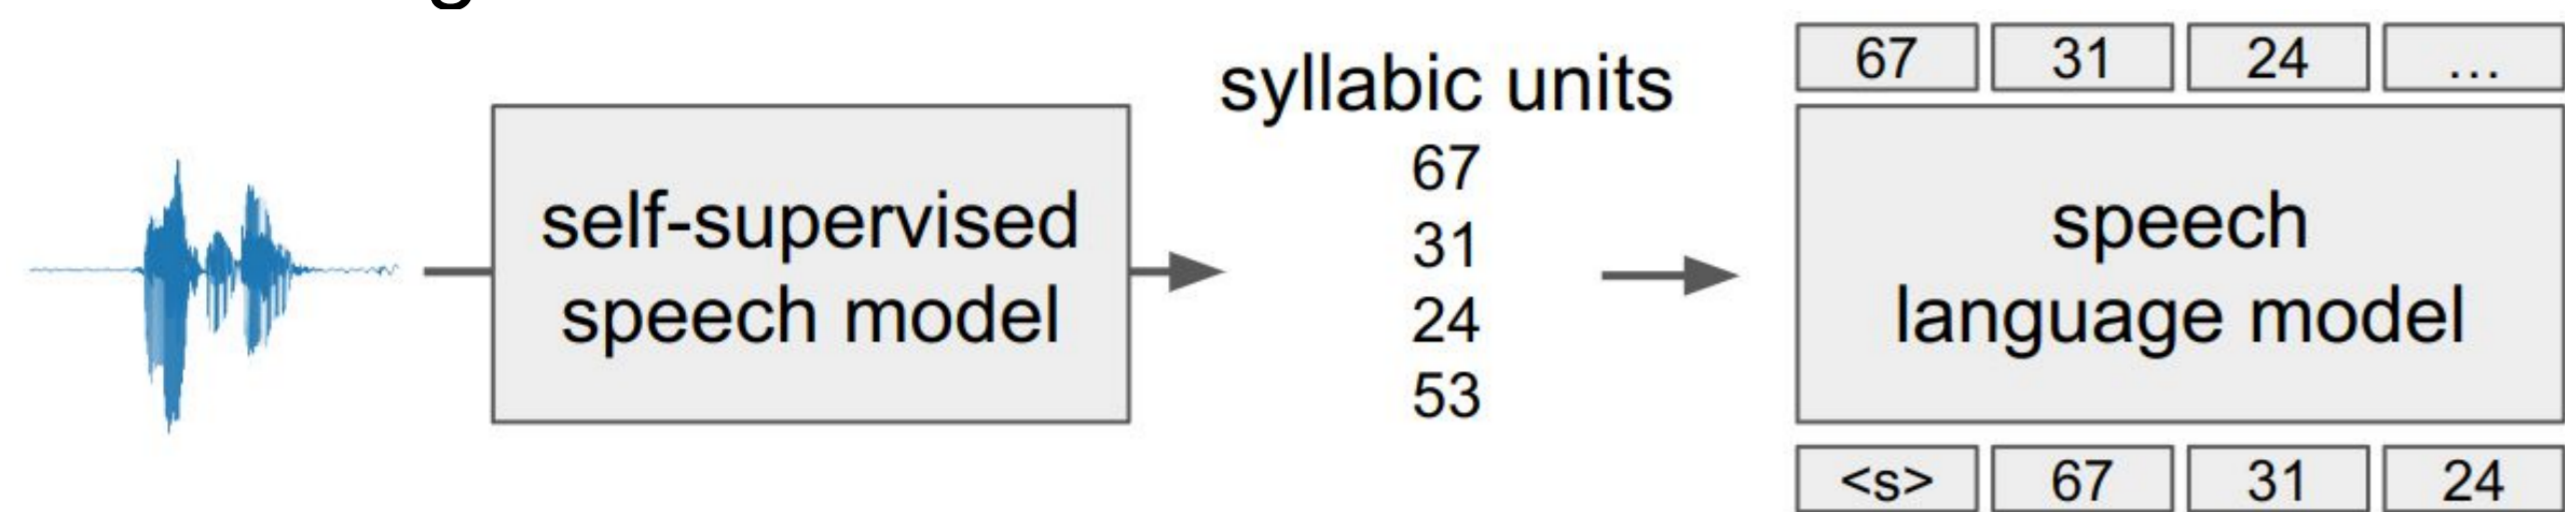 self-supervised
speech model
syllabic units
67
31
24
53
67 31 24 ...
speech
language model
<s> 67 31 24